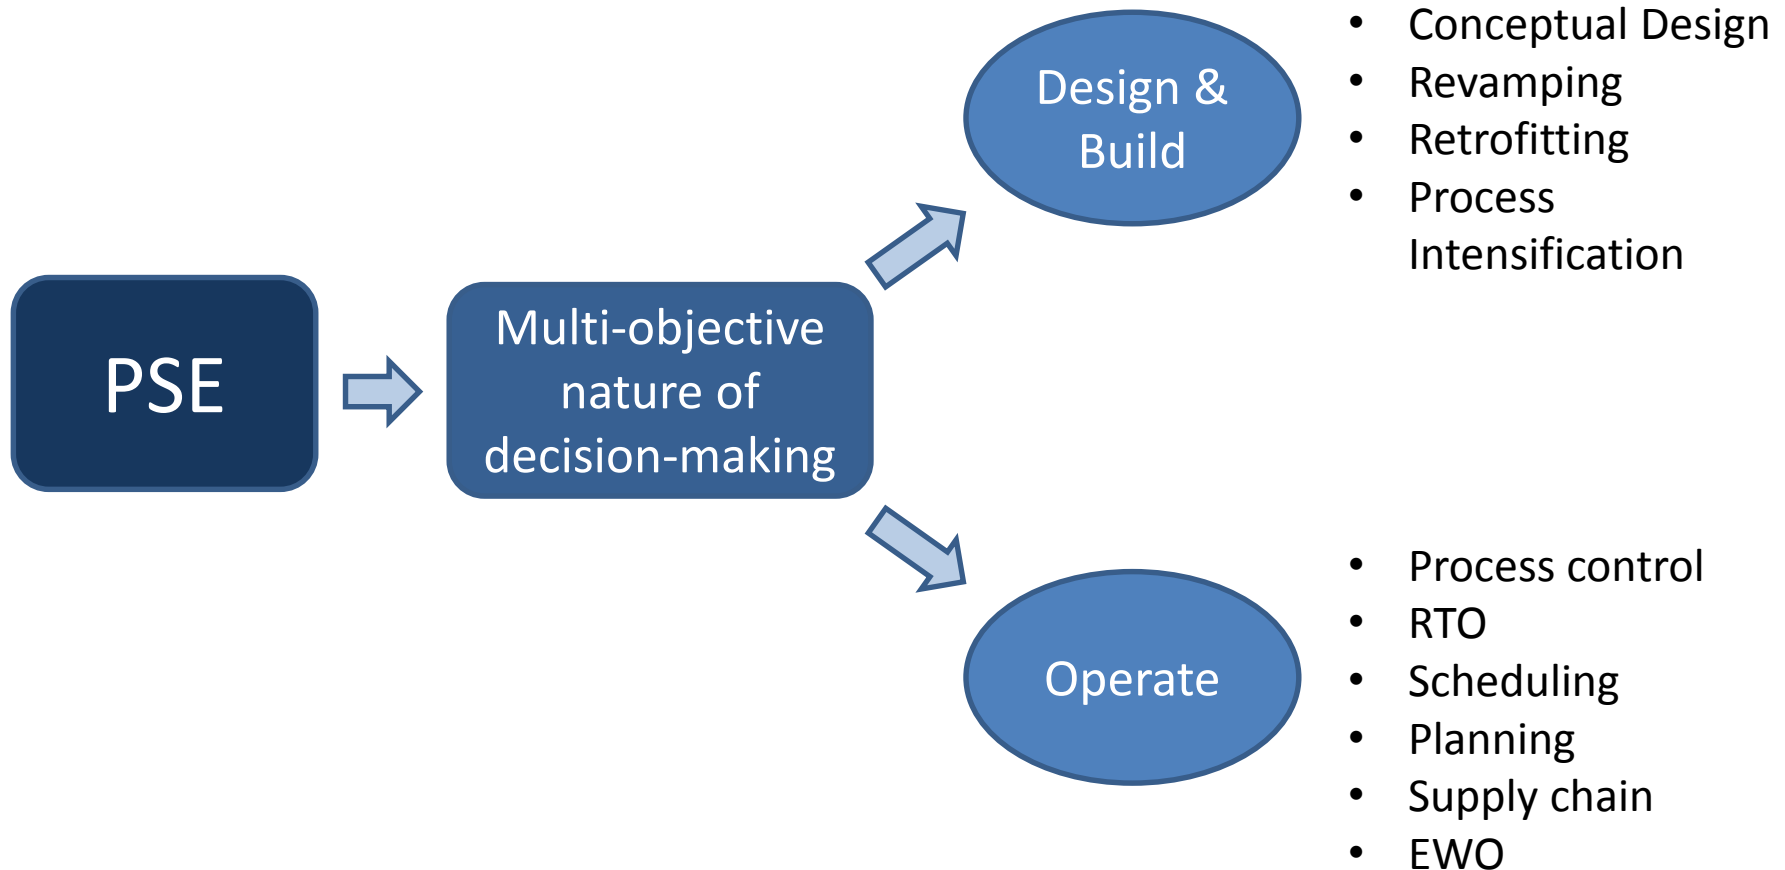 PSE
Multi-objective
nature of
decision-making
Design &
Build
• Conceptual Design
• Revamping
• Retrofitting
• Process
Intensification
Operate
• Process control
• RTO
• Scheduling
• Planning
• Supply chain
• EWO